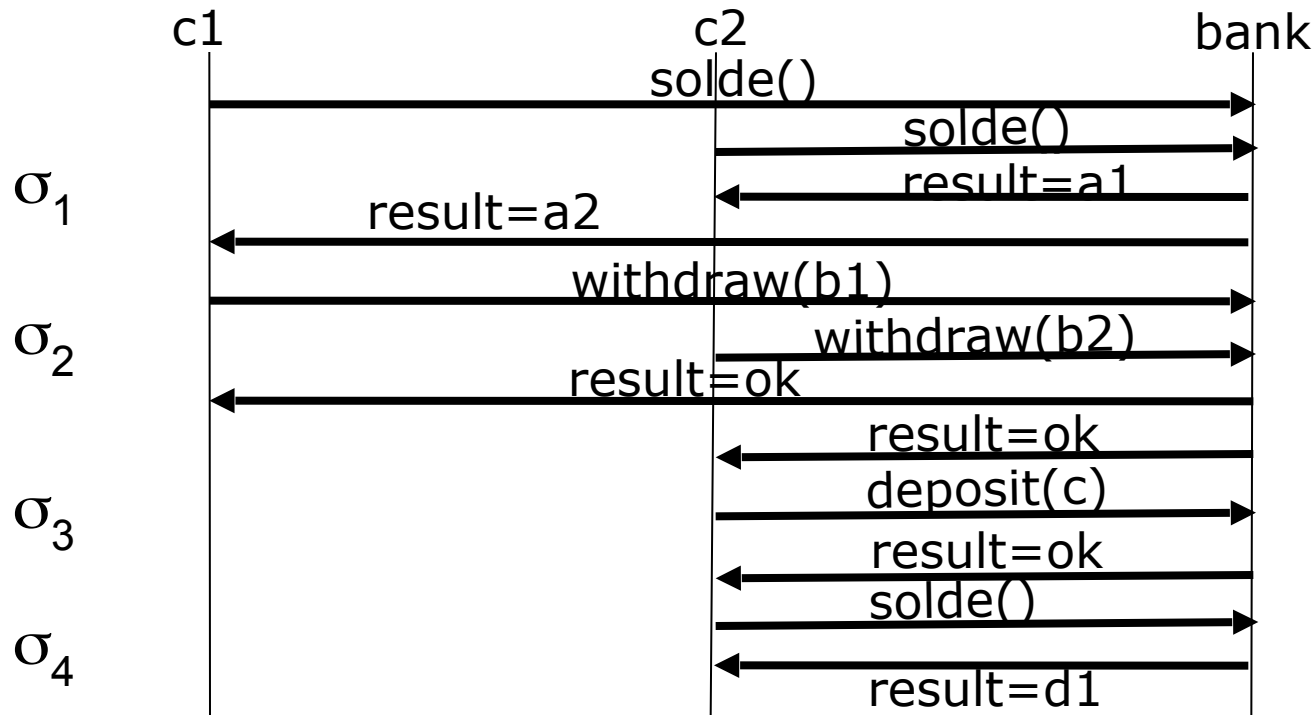 c1 c2 bank
solde()
solde()
σ1
result=a1
result=a2
withdraw(b1)
σ2
withdraw(b2)
result=ok
result=ok
deposit(c)
σ3
result=ok
solde()
σ4
result=d1